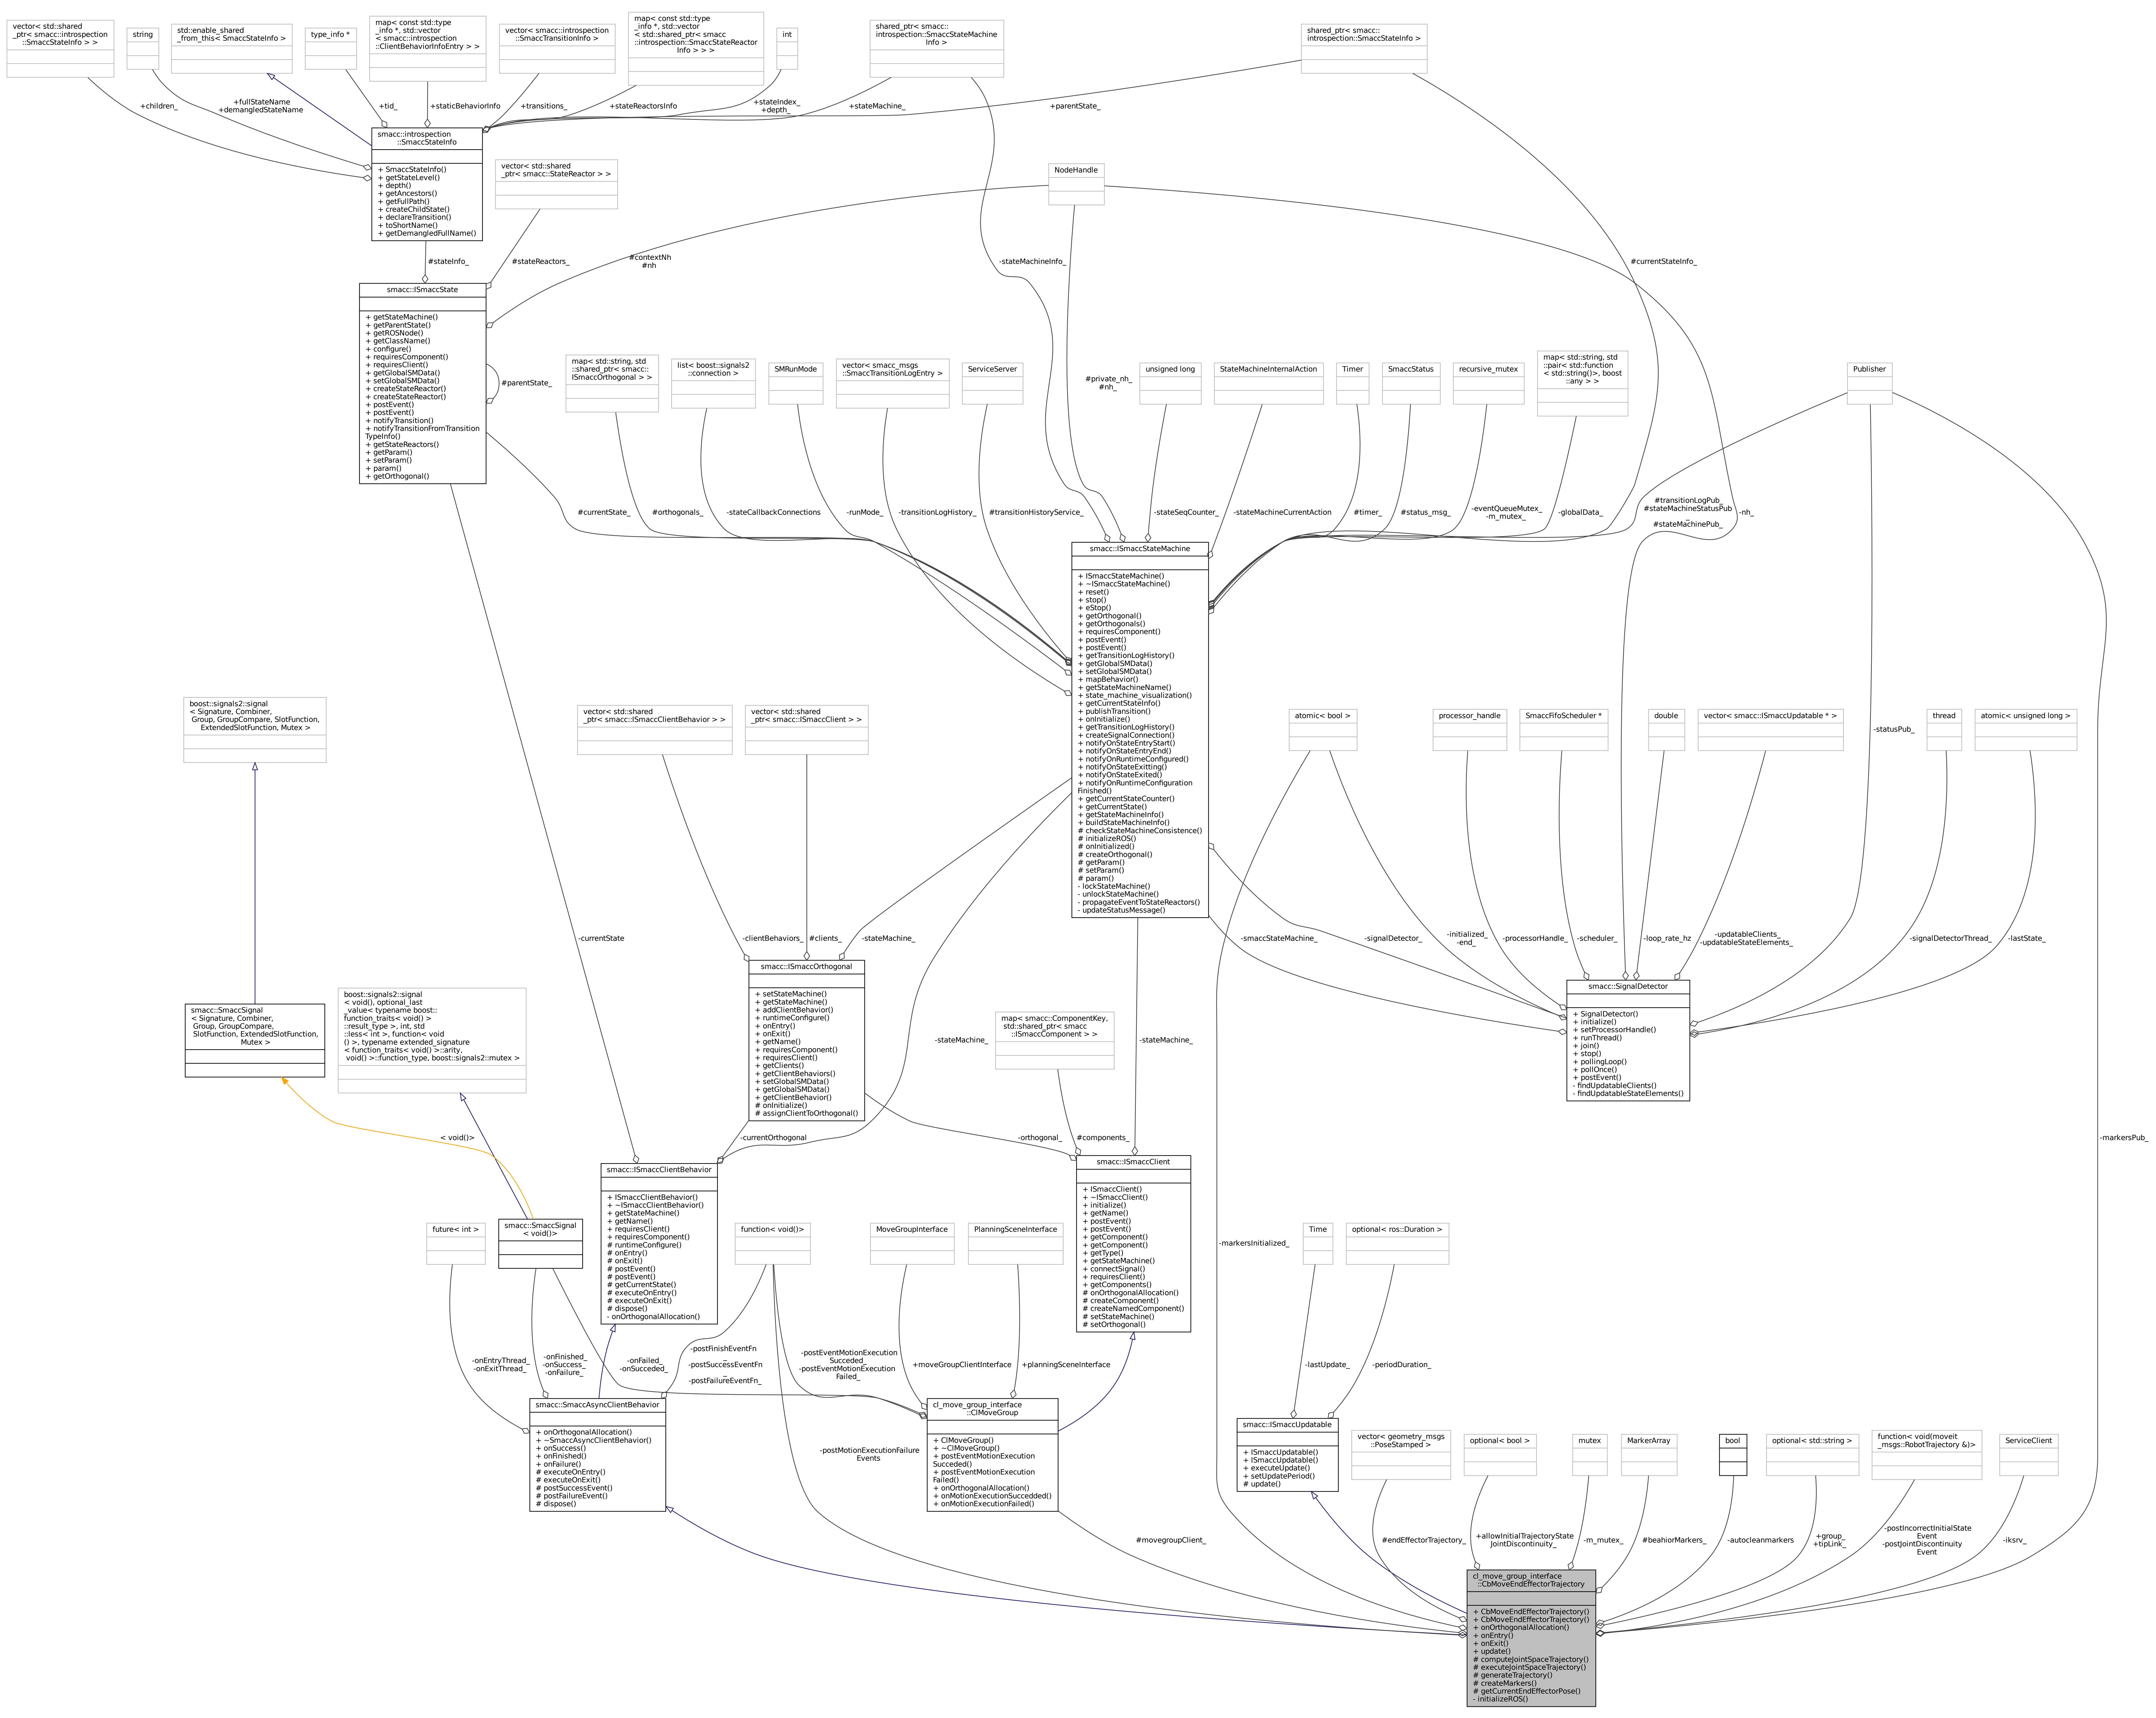 vector< std::shared
_ptr< smacc::introspection
::SmaccStateInfo > >
string
std::enable_shared
_from_this< SmaccStateInfo >
type_info *
map< const std::type
_info *, std::vector
< smacc::introspection
::ClientBehaviorInfoEntry > >
vector< smacc::introspection
::SmaccTransitionInfo >
map< const std::type
_info *, std::vector
< std::shared_ptr< smacc
::introspection::SmaccStateReactor
Info > > >
int
shared_ptr< smacc::
introspection::SmaccStateMachine
Info >
shared_ptr< smacc::
introspection::SmaccStateInfo >
+children_
+fullStateName
+demangledStateName
+tid_
+staticBehaviorInfo
+transitions_
+stateReactorsInfo
+stateIndex_
+depth_
+stateMachine_
+parentState_
smacc::introspection
::SmaccStateInfo
+ SmaccStateInfo()
+ getStateLevel()
+ depth()
+ getAncestors()
+ getFullPath()
+ createChildState()
+ declareTransition()
+ toShortName()
+ getDemangledFullName()
vector< std::shared
_ptr< smacc::StateReactor > >
NodeHandle
#stateInfo_
#stateReactors_
#contextNh
#nh
-stateMachineInfo_
#currentStateInfo_
smacc::ISmaccState
+ getStateMachine()
+ getParentState()
+ getROSNode()
+ getClassName()
+ configure()
+ requiresComponent()
+ requiresClient()
+ getGlobalSMData()
+ setGlobalSMData()
+ createStateReactor()
+ createStateReactor()
+ postEvent()
+ postEvent()
+ notifyTransition()
+ notifyTransitionFromTransition
TypeInfo()
+ getStateReactors()
+ getParam()
+ setParam()
+ param()
+ getOrthogonal()
#parentState_
map< std::string, std
::shared_ptr< smacc::
ISmaccOrthogonal > >
list< boost::signals2
::connection >
SMRunMode
vector< smacc_msgs
::SmaccTransitionLogEntry >
ServiceServer
#private_nh_
#nh_
unsigned long
StateMachineInternalAction
Timer
SmaccStatus
recursive_mutex
map< std::string, std
::pair< std::function
< std::string()>, boost
::any > >
Publisher
#currentState_
#orthogonals_
-stateCallbackConnections
-runMode_
-transitionLogHistory_
#transitionHistoryService_
-stateSeqCounter_
-stateMachineCurrentAction
#timer_
#status_msg_
-eventQueueMutex_
-m_mutex_
-globalData_
#transitionLogPub_
#stateMachineStatusPub
_
#stateMachinePub_
-nh_
smacc::ISmaccStateMachine
+ ISmaccStateMachine()
+ ~ISmaccStateMachine()
+ reset()
+ stop()
+ eStop()
+ getOrthogonal()
+ getOrthogonals()
+ requiresComponent()
+ postEvent()
+ postEvent()
+ getTransitionLogHistory()
+ getGlobalSMData()
+ setGlobalSMData()
+ mapBehavior()
+ getStateMachineName()
+ state_machine_visualization()
+ getCurrentStateInfo()
+ publishTransition()
+ onInitialize()
+ getTransitionLogHistory()
+ createSignalConnection()
+ notifyOnStateEntryStart()
+ notifyOnStateEntryEnd()
+ notifyOnRuntimeConfigured()
+ notifyOnStateExitting()
+ notifyOnStateExited()
+ notifyOnRuntimeConfiguration
Finished()
+ getCurrentStateCounter()
+ getCurrentState()
+ getStateMachineInfo()
+ buildStateMachineInfo()
# checkStateMachineConsistence()
# initializeROS()
# onInitialized()
# createOrthogonal()
# getParam()
# setParam()
# param()
- lockStateMachine()
- unlockStateMachine()
- propagateEventToStateReactors()
- updateStatusMessage()
boost::signals2::signal
< Signature, Combiner,
Group, GroupCompare, SlotFunction,
ExtendedSlotFunction, Mutex >
vector< std::shared
_ptr< smacc::ISmaccClientBehavior > >
vector< std::shared
_ptr< smacc::ISmaccClient > >
atomic< bool >
processor_handle
SmaccFifoScheduler *
double
vector< smacc::ISmaccUpdatable * >
-statusPub_
thread
atomic< unsigned long >
-currentState
-clientBehaviors_
#clients_
-stateMachine_
-smaccStateMachine_
-signalDetector_
-initialized_
-end_
-processorHandle_
-scheduler_
-loop_rate_hz
-updatableClients_
-updatableStateElements_
-signalDetectorThread_
-lastState_
smacc::SmaccSignal
< Signature, Combiner,
Group, GroupCompare,
SlotFunction, ExtendedSlotFunction,
Mutex >
boost::signals2::signal
< void(), optional_last
_value< typename boost::
function_traits< void() >
::result_type >, int, std
::less< int >, function< void
() >, typename extended_signature
< function_traits< void() >::arity,
void() >::function_type, boost::signals2::mutex >
smacc::ISmaccOrthogonal
+ setStateMachine()
+ getStateMachine()
+ addClientBehavior()
+ runtimeConfigure()
+ onEntry()
+ onExit()
+ getName()
+ requiresComponent()
+ requiresClient()
+ getClients()
+ getClientBehaviors()
+ setGlobalSMData()
+ getGlobalSMData()
+ getClientBehavior()
# onInitialize()
# assignClientToOrthogonal()
-stateMachine_
map< smacc::ComponentKey,
std::shared_ptr< smacc
::ISmaccComponent > >
-stateMachine_
smacc::SignalDetector
+ SignalDetector()
+ initialize()
+ setProcessorHandle()
+ runThread()
+ join()
+ stop()
+ pollingLoop()
+ pollOnce()
+ postEvent()
- findUpdatableClients()
- findUpdatableStateElements()
< void()>
-currentOrthogonal
-orthogonal_
#components_
-markersPub_
smacc::ISmaccClientBehavior
+ ISmaccClientBehavior()
+ ~ISmaccClientBehavior()
+ getStateMachine()
+ getName()
+ requiresClient()
+ requiresComponent()
# runtimeConfigure()
# onEntry()
# onExit()
# postEvent()
# postEvent()
# getCurrentState()
# executeOnEntry()
# executeOnExit()
# dispose()
- onOrthogonalAllocation()
smacc::ISmaccClient
+ ISmaccClient()
+ ~ISmaccClient()
+ initialize()
+ getName()
+ postEvent()
+ postEvent()
+ getComponent()
+ getComponent()
+ getType()
+ getStateMachine()
+ connectSignal()
+ requiresClient()
+ getComponents()
# onOrthogonalAllocation()
# createComponent()
# createNamedComponent()
# setStateMachine()
# setOrthogonal()
future< int >
smacc::SmaccSignal
< void()>
function< void()>
MoveGroupInterface
PlanningSceneInterface
-markersInitialized_
Time
optional< ros::Duration >
-onEntryThread_
-onExitThread_
-onFinished_
-onSuccess_
-onFailure_
-onFailed_
-onSucceded_
-postFinishEventFn
_
-postSuccessEventFn
_
-postFailureEventFn_
-postEventMotionExecution
Succeded_
-postEventMotionExecution
Failed_
+moveGroupClientInterface
+planningSceneInterface
-lastUpdate_
-periodDuration_
smacc::SmaccAsyncClientBehavior
+ onOrthogonalAllocation()
+ ~SmaccAsyncClientBehavior()
+ onSuccess()
+ onFinished()
+ onFailure()
# executeOnEntry()
# executeOnExit()
# postSuccessEvent()
# postFailureEvent()
# dispose()
-postMotionExecutionFailure
Events
cl_move_group_interface
::ClMoveGroup
+ ClMoveGroup()
+ ~ClMoveGroup()
+ postEventMotionExecution
Succeded()
+ postEventMotionExecution
Failed()
+ onOrthogonalAllocation()
+ onMotionExecutionSuccedded()
+ onMotionExecutionFailed()
smacc::ISmaccUpdatable
+ ISmaccUpdatable()
+ ISmaccUpdatable()
+ executeUpdate()
+ setUpdatePeriod()
# update()
vector< geometry_msgs
::PoseStamped >
optional< bool >
mutex
MarkerArray
bool
optional< std::string >
function< void(moveit
_msgs::RobotTrajectory &)>
ServiceClient
#movegroupClient_
#endEffectorTrajectory_
+allowInitialTrajectoryState
JointDiscontinuity_
-m_mutex_
#beahiorMarkers_
-autocleanmarkers
+group_
+tipLink_
-postIncorrectInitialState
Event
-postJointDiscontinuity
Event
-iksrv_
cl_move_group_interface
::CbMoveEndEffectorTrajectory
+ CbMoveEndEffectorTrajectory()
+ CbMoveEndEffectorTrajectory()
+ onOrthogonalAllocation()
+ onEntry()
+ onExit()
+ update()
# computeJointSpaceTrajectory()
# executeJointSpaceTrajectory()
# generateTrajectory()
# createMarkers()
# getCurrentEndEffectorPose()
- initializeROS()